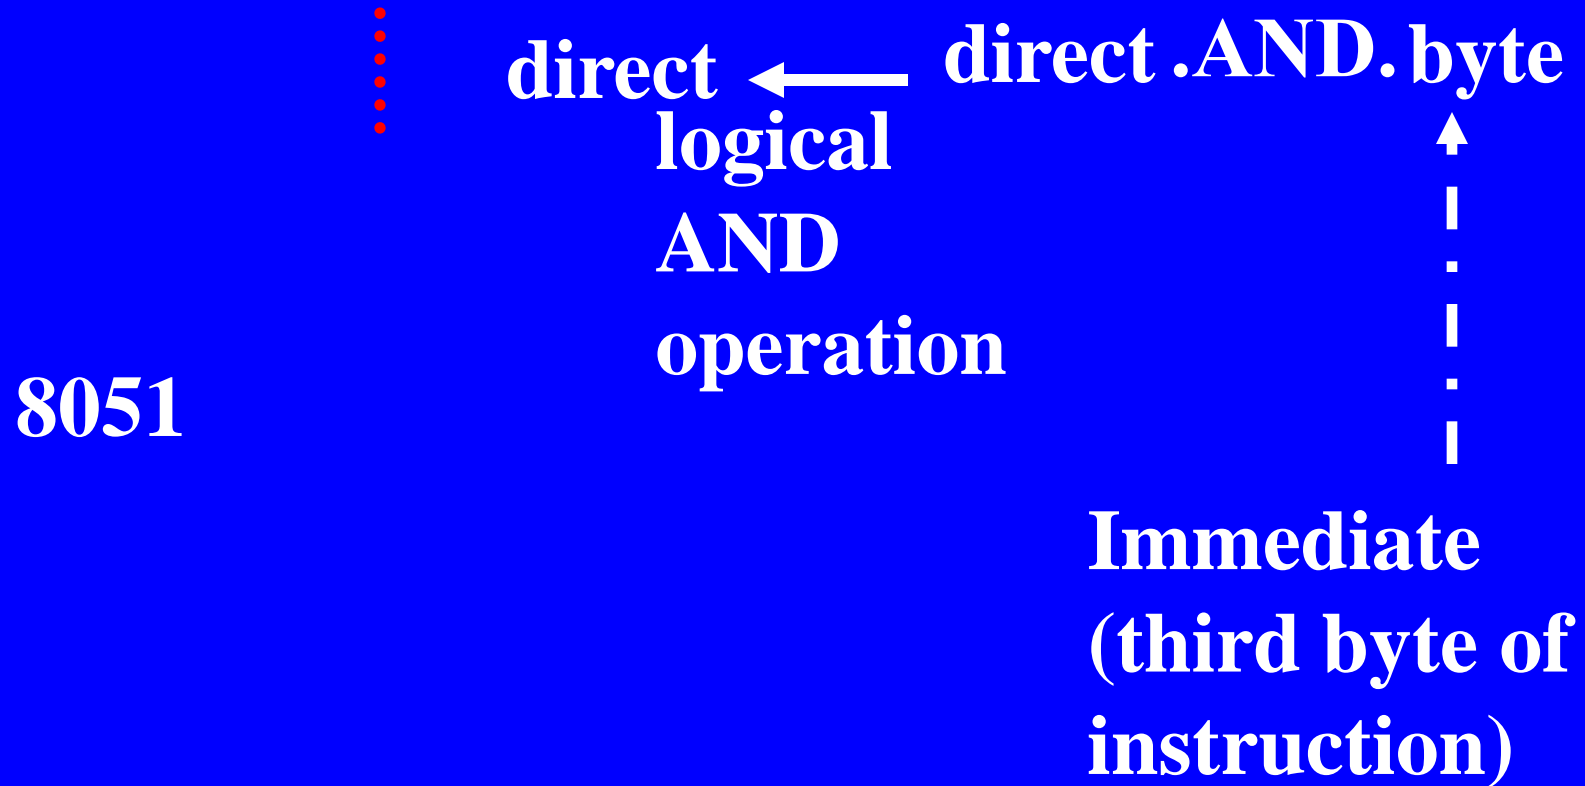 direct direct .AND. byte
logical
AND
operation
8051
Immediate
(third byte of
instruction)